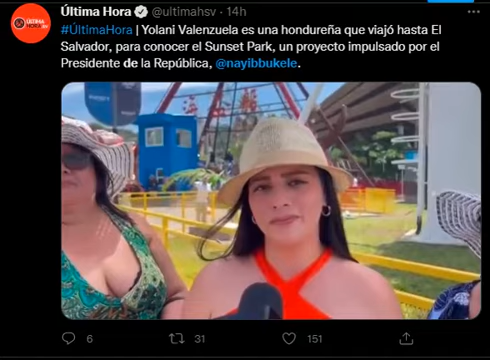 Última Hora @ultimahsv · 14h
#ÚltimaHora | Yolani Valenzuela es una hondureña que viajó hasta El
Salvador, para conocer el Sunset Park, un proyecto impulsado por el
Presidente de la República, @nayibbukele.
6 31 151